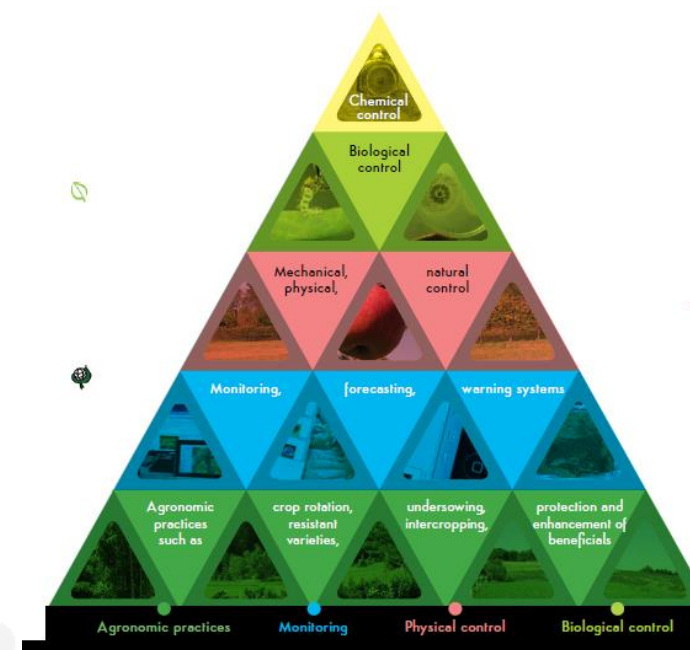 Chemical
control
Biological
control
Mechanical,
physical,
natural
control
Monitoring,
forecasting,
warning systems
Agronomic
practices
such as
crop rotation,
resistant
varieties,
undersowing,
intercropping,
protection and
enhancement of
beneficials
Agronomic practices
Monitoring
Physical control
Biological control